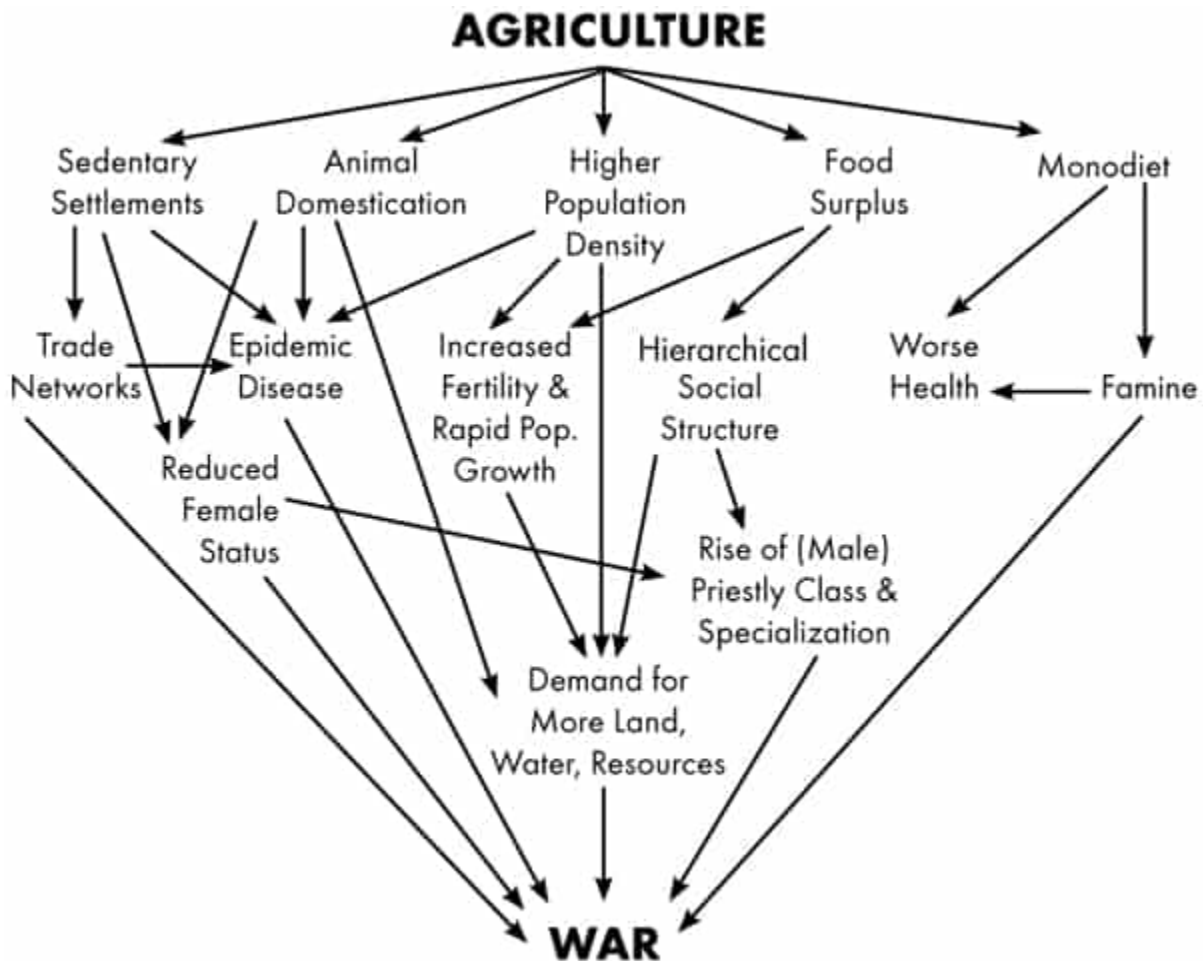 AGRICULTURE
Sedentary
Settlements
Animal
Domestication
Higher
Population
Density
Food
Surplus
Monodiet
Trade
Networks
Epidemic
Disease
Increased
Fertility &
Rapid Pop.
Growth
Hierarchical
Social
Structure
Worse
Health
Famine
Reduced
Female
Status
Rise of (Male)
Priestly Class &
Specialization
Demand for
More Land,
Water, Resources
WAR